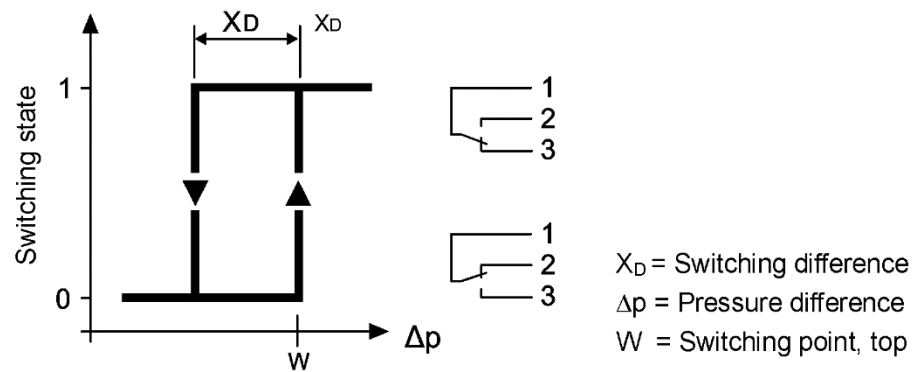 XD XD
Switching state
1
0
W
Δp
1
2
3
1
2
3
XD = Switching difference
Δp = Pressure difference
W = Switching point, top